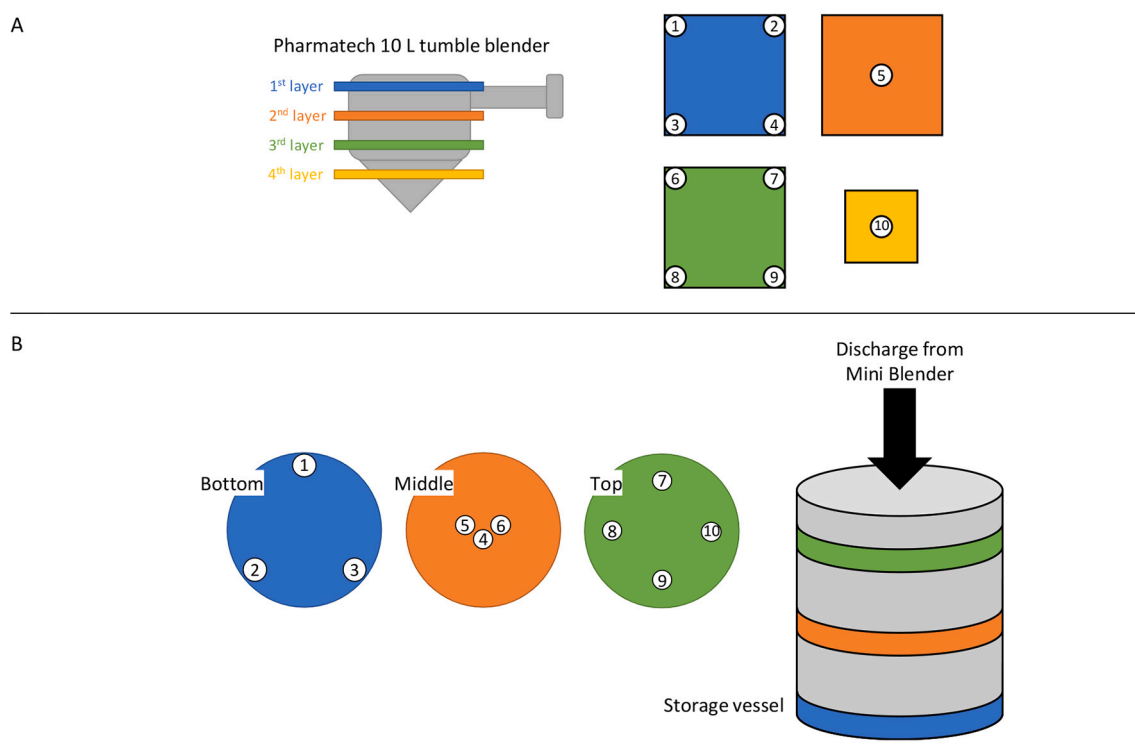 A
Pharmatech 10 L tumble blender
1st layer
2nd layer
3rd layer
4th layer
1
2
3
4
5
6
7
8
9
10
B
Discharge from
Mini Blender
Bottom
1
2
3
Middle
5
6
4
Top
7
8
10
9
Storage vessel